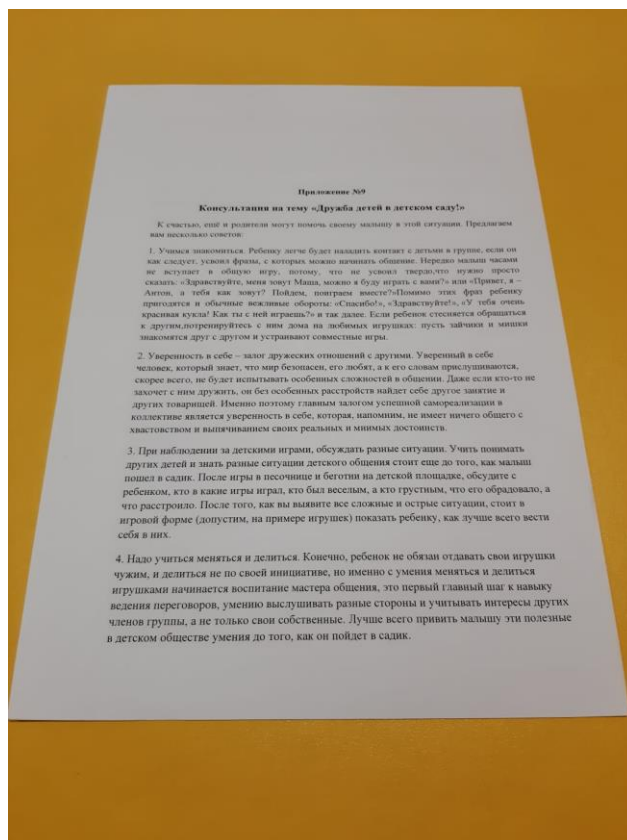 Приложение №9
Консультация на тему «Дружба детей в детском саду!»
К счастью, ещё и родители могут помочь своему малышу в этой ситуации. Предлагаем
вам несколько советов:
1. Учимся знакомиться. Ребенку легче будет наладить контакт с детьми в группе, если он
как следует, усвоил фразы, с которых можно начинать общение. Нередко малыш часами
не вступает в общую игру, потому, что не усвоил твердо,что нужно просто
сказать: «Здравствуйте, меня зовут Маша, можно я буду играть с вами?» или «Привет, я –
Антон, а тебя как зовут? Пойдем, поиграем вместе?»Помимо этих фраз ребенку
пригодятся и обычные вежливые обороты: «Спасибо!», «Здравствуйте!», «У тебя очень
красивая кукла! Как ты с ней играешь?» и так далее. Если ребенок стесняется обращаться
к другим,потренируйтесь с ним дома на любимых игрушках: пусть зайчики и мишки
знакомятся друг с другом и устраивают совместные игры.
2. Уверенность в себе – залог дружеских отношений с другими. Уверенный в себе
человек, который знает, что мир безопасен, его любят, а к его словам прислушиваются,
скорее всего, не будет испытывать особенных сложностей в общении. Даже если кто-то не
захочет с ним дружить, он без особенных расстройств найдет себе другое занятие и
других товарищей. Именно поэтому главным залогом успешной самореализации в
коллективе является уверенность в себе, которая, напомним, не имеет ничего общего с
хвастовством и выпячиванием своих реальных и мнимых достоинств.
3. При наблюдении за детскими играми, обсуждать разные ситуации. Учить понимать
других детей и знать разные ситуации детского общения стоит еще до того, как малыш
пошел в садик. После игры в песочнице и беготни на детской площадке, обсудите с
ребенком, кто в какие игры играл, кто был веселым, а кто грустным, что его обрадовало, а
что расстроило. После того, как вы выявите все сложные и острые ситуации, стоит в
игровой форме (допустим, на примере игрушек) показать ребенку, как лучше всего вести
себя в них.
4. Надо учиться меняться и делиться. Конечно, ребенок не обязан отдавать свои игрушки
чужим, и делиться не по своей инициативе, но именно с умения меняться и делиться
игрушками начинается воспитание мастера общения, это первый главный шаг к навыку
ведения переговоров, умению выслушивать разные стороны и учитывать интересы других
членов группы, а не только свои собственные. Лучше всего привить малышу эти полезные
в детском обществе умения до того, как он пойдет в садик.